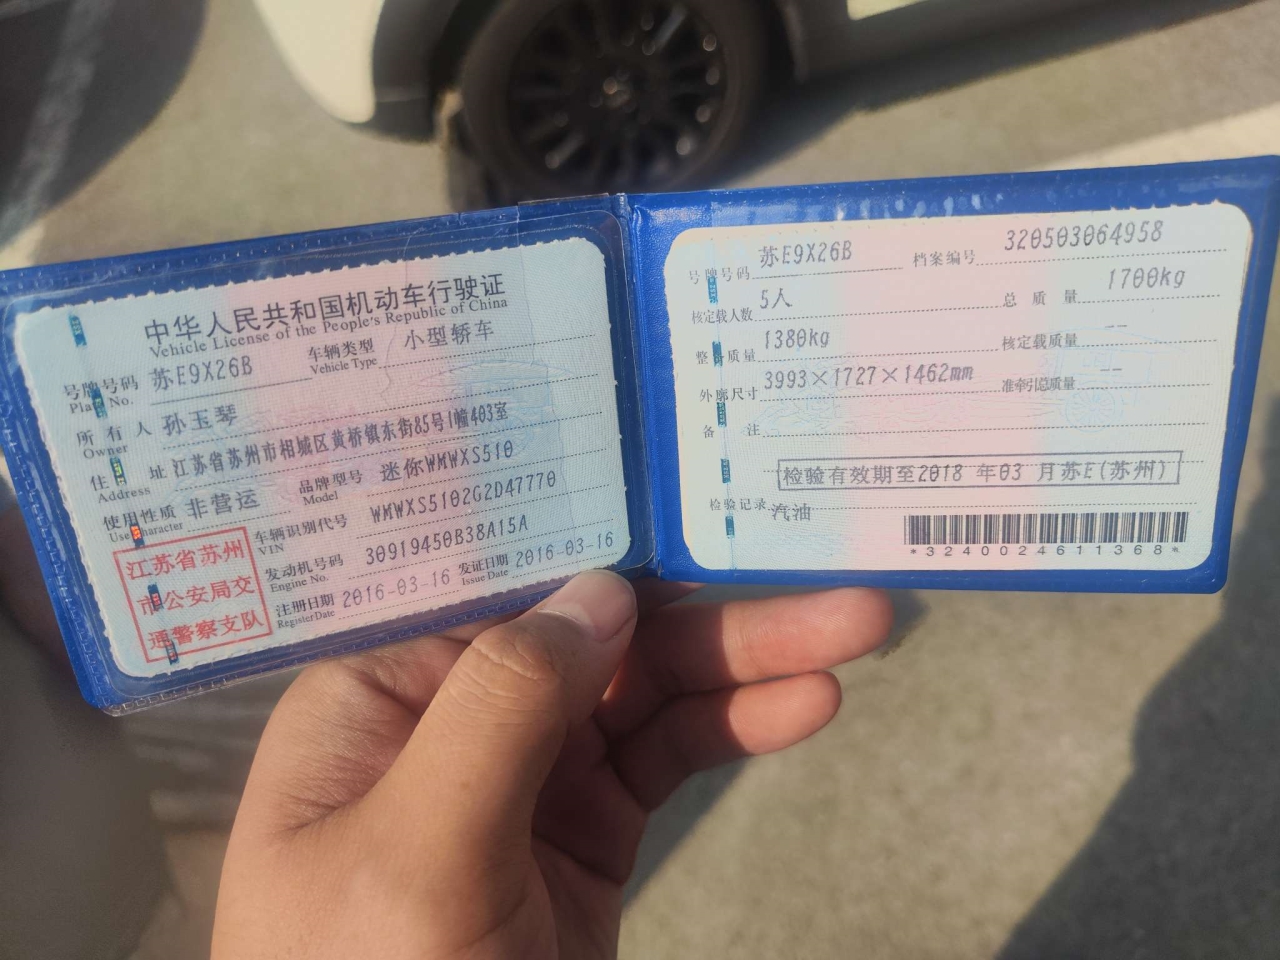 中华人民共和国机动车行驶证
Vehicle License of the People's Republic of China
号牌号码 苏E9X26B 车辆类型 小型轿车
Plate No. Vehicle Type
所有人 孙玉琴
Owner
住址 江苏省苏州市相城区黄桥镇东街85号1幢403室
Address
使用性质 非营运 品牌型号 迷你WMWXS510
Use Character Model
车辆识别代号 WMWXS5102G2D47770
VIN
发动机号码 30919450B38A15A
Engine No.
注册日期 2016-03-16 发证日期 2016-03-16
Register Date Issue Date
江苏省苏州
市公安局交
通警察支队
号牌号码 苏E9X26B 档案编号 320503064958
核定载人数 5人 总质量 1700kg
整备质量 1380kg 核定载质量 --
外廓尺寸 3993×1727×1462mm 准牵引总质量 --
备注
检验有效期至2018 年03 月苏E(苏州)
检验记录 汽油
*3240024611368*